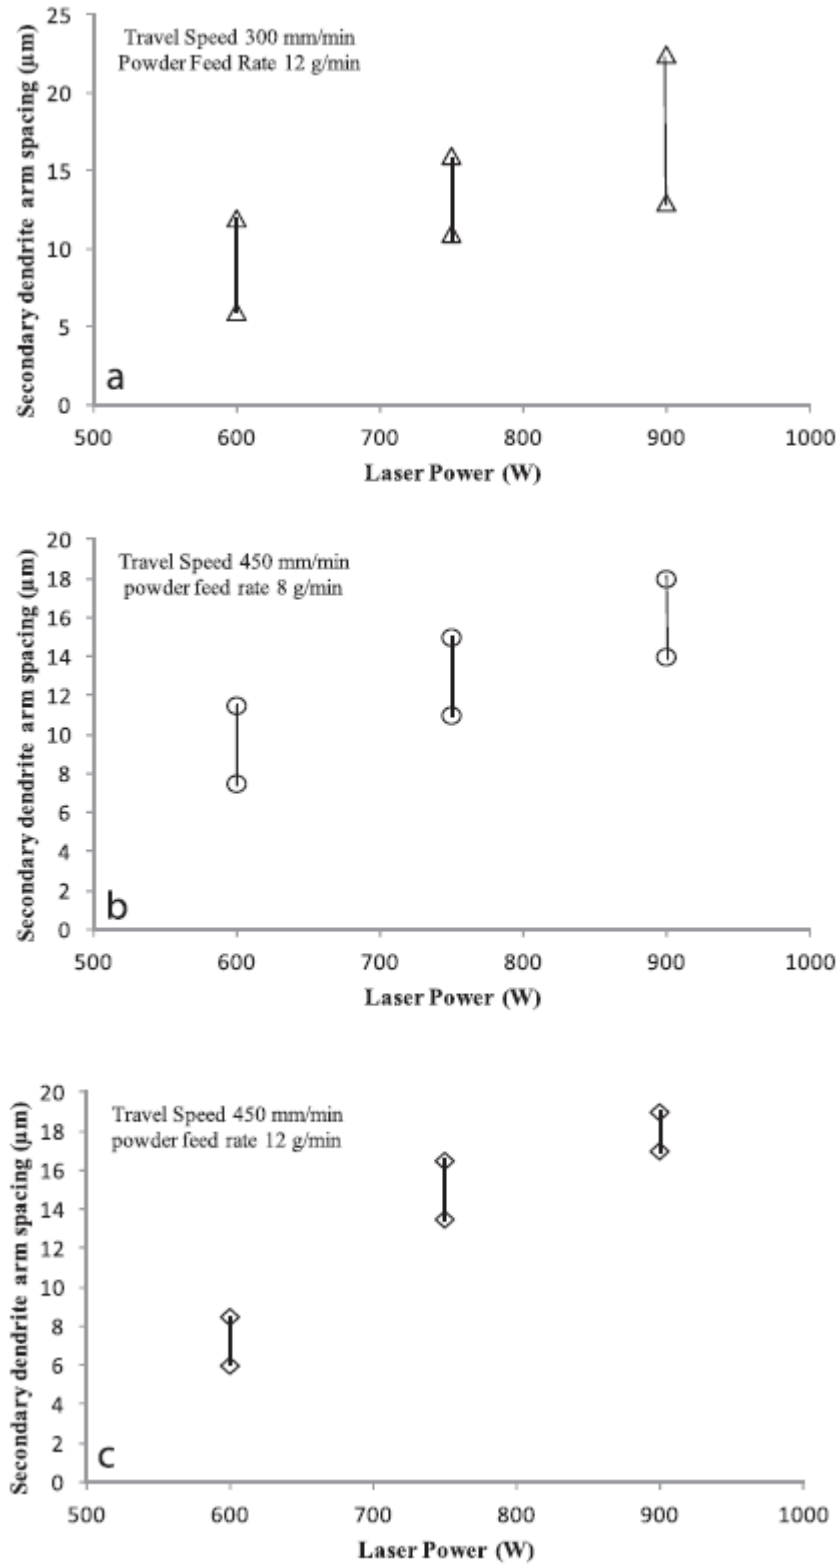 Travel Speed 300 mm/min
Powder Feed Rate 12 g/min
Secondary dendrite arm spacing (µm)
25
20
15
10
5
0
a
500 600 700 800 900 1000
Laser Power (W)
Travel Speed 450 mm/min
powder feed rate 8 g/min
Secondary dendrite arm spacing (µm)
20
18
16
14
12
10
8
6
4
2
0
b
500 600 700 800 900 1000
Laser Power (W)
Travel Speed 450 mm/min
powder feed rate 12 g/min
Secondary dendrite arm spacing (µm)
20
18
16
14
12
10
8
6
4
2
0
c
500 600 700 800 900 1000
Laser Power (W)